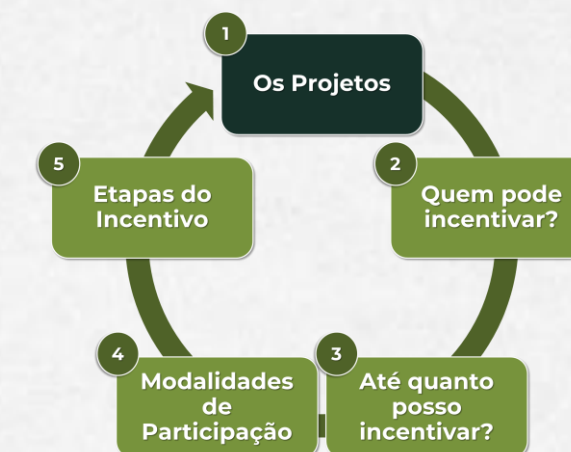 1
Os Projetos
2
Quem pode
incentivar?
3
Até quanto
posso
incentivar?
4
Modalidades
de
Participação
5
Etapas do
Incentivo